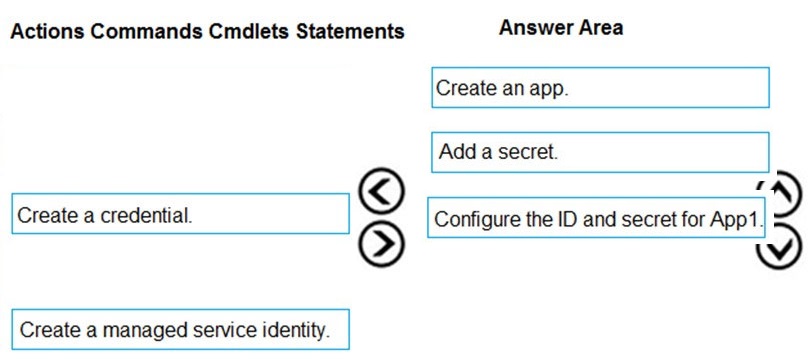 Actions Commands Cmdlets Statements
Answer Area
Create an app.
Add a secret.
Create a credential.
Configure the ID and secret for App1.
Create a managed service identity.